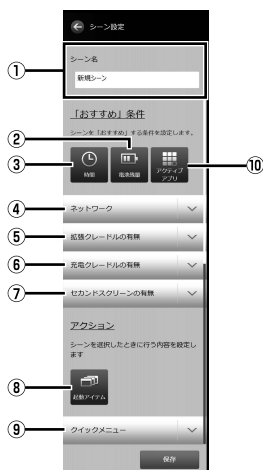 シーン設定
①
シーン名
新規シーン
「おすすめ」条件
シーンを「おすすめ」する条件を設定します。
②
③
時間
電池残量
アクティブ
アプリ
⑩
④
ネットワーク
⑤
拡張クレードルの有無
⑥
充電クレードルの有無
⑦
セカンドスクリーンの有無
アクション
シーンを選択したときに行う内容を設定し
ます
⑧
起動アイテム
⑨
クイックメニュー
保存